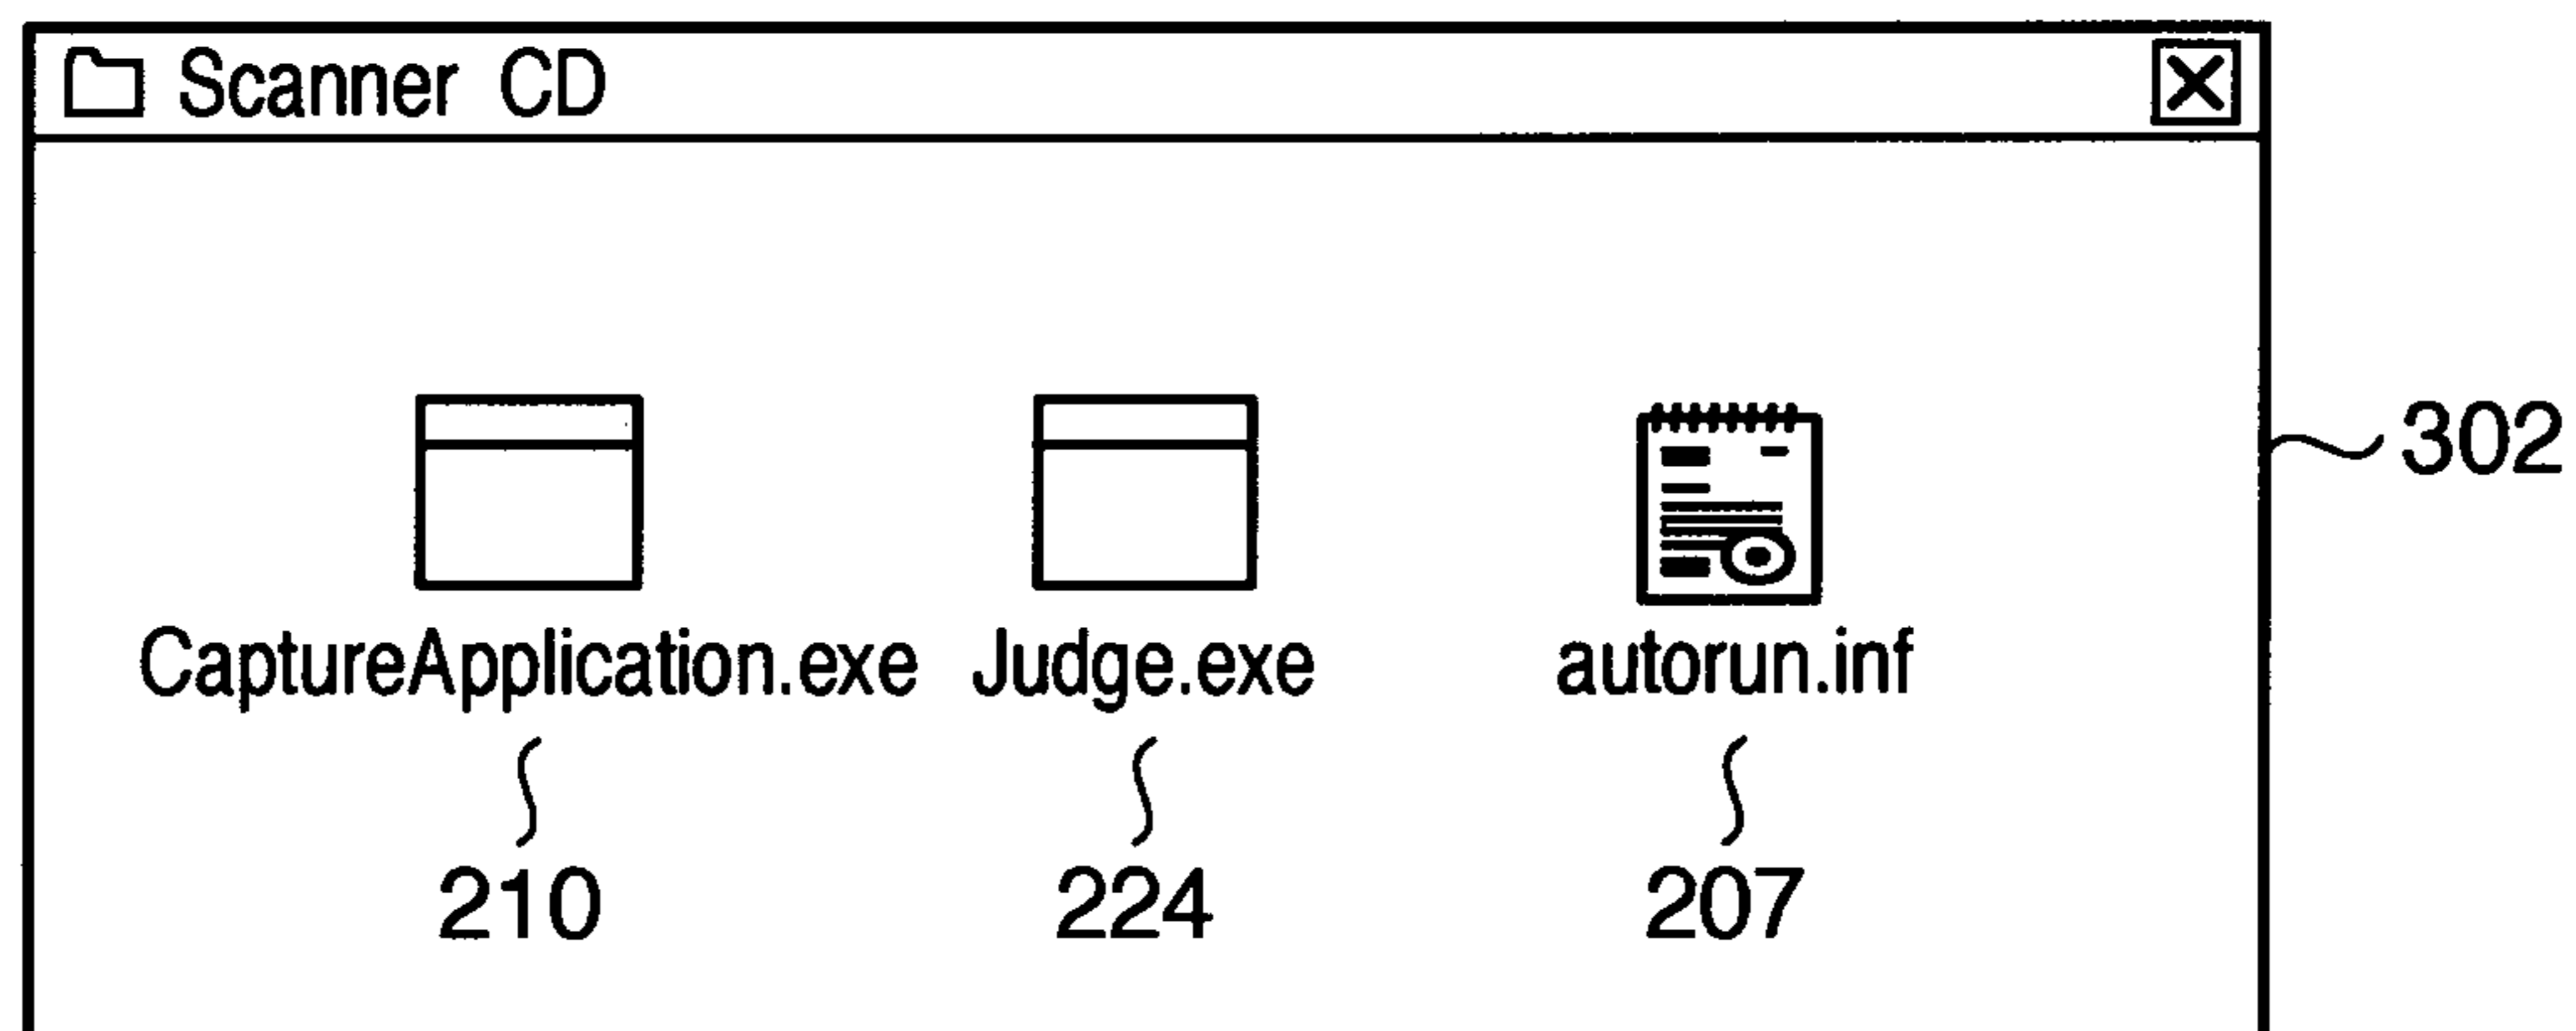 Scanner CD
302
CaptureApplication.exe Judge.exe autorun.inf
210 224 207